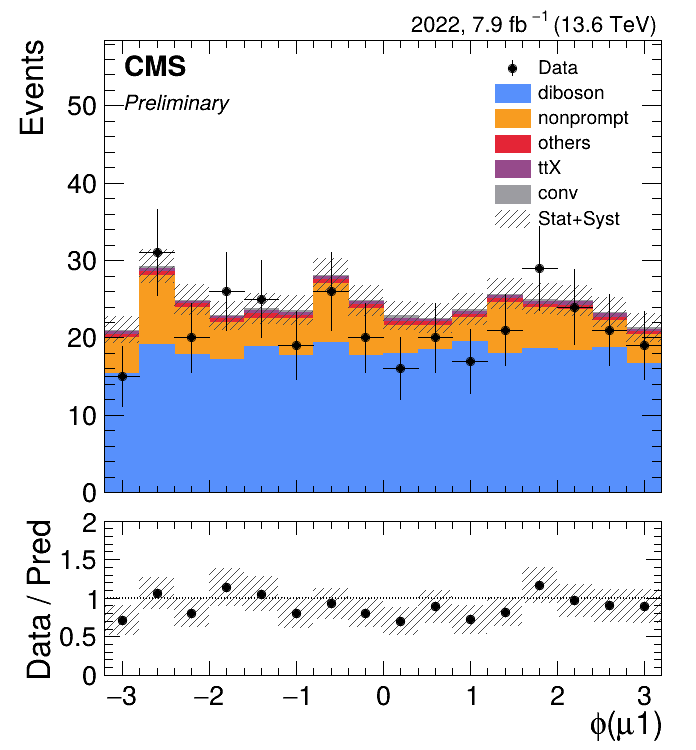 2022, 7.9 fb⁻¹ (13.6 TeV)
CMS
Preliminary
Events
50
40
30
20
10
0
Data
diboson
nonprompt
others
ttX
conv
Stat+Syst
Data / Pred
2
1.5
1
0.5
0
−3 −2 −1 0 1 2 3
ϕ(μ1)